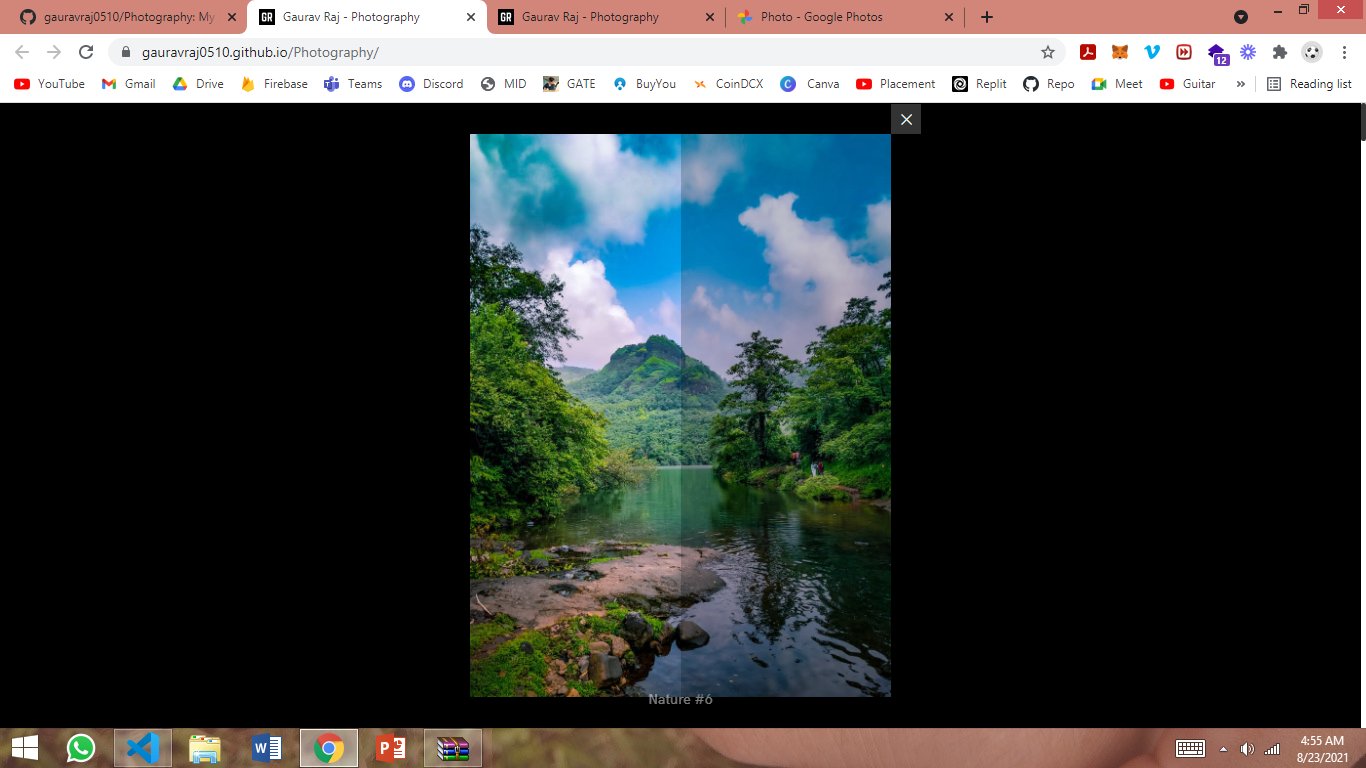 gauravraj0510/Photography: My
Gaurav Raj - Photography
Gaurav Raj - Photography
Photo - Google Photos
gauravraj0510.github.io/Photography/
12
YouTube
Gmail
Drive
Firebase
Teams
Discord
MID
GATE
BuyYou
CoinDCX
Canva
Placement
Replit
Repo
Meet
Guitar
»
Reading list
Nature #6
4:55 AM
8/23/2021